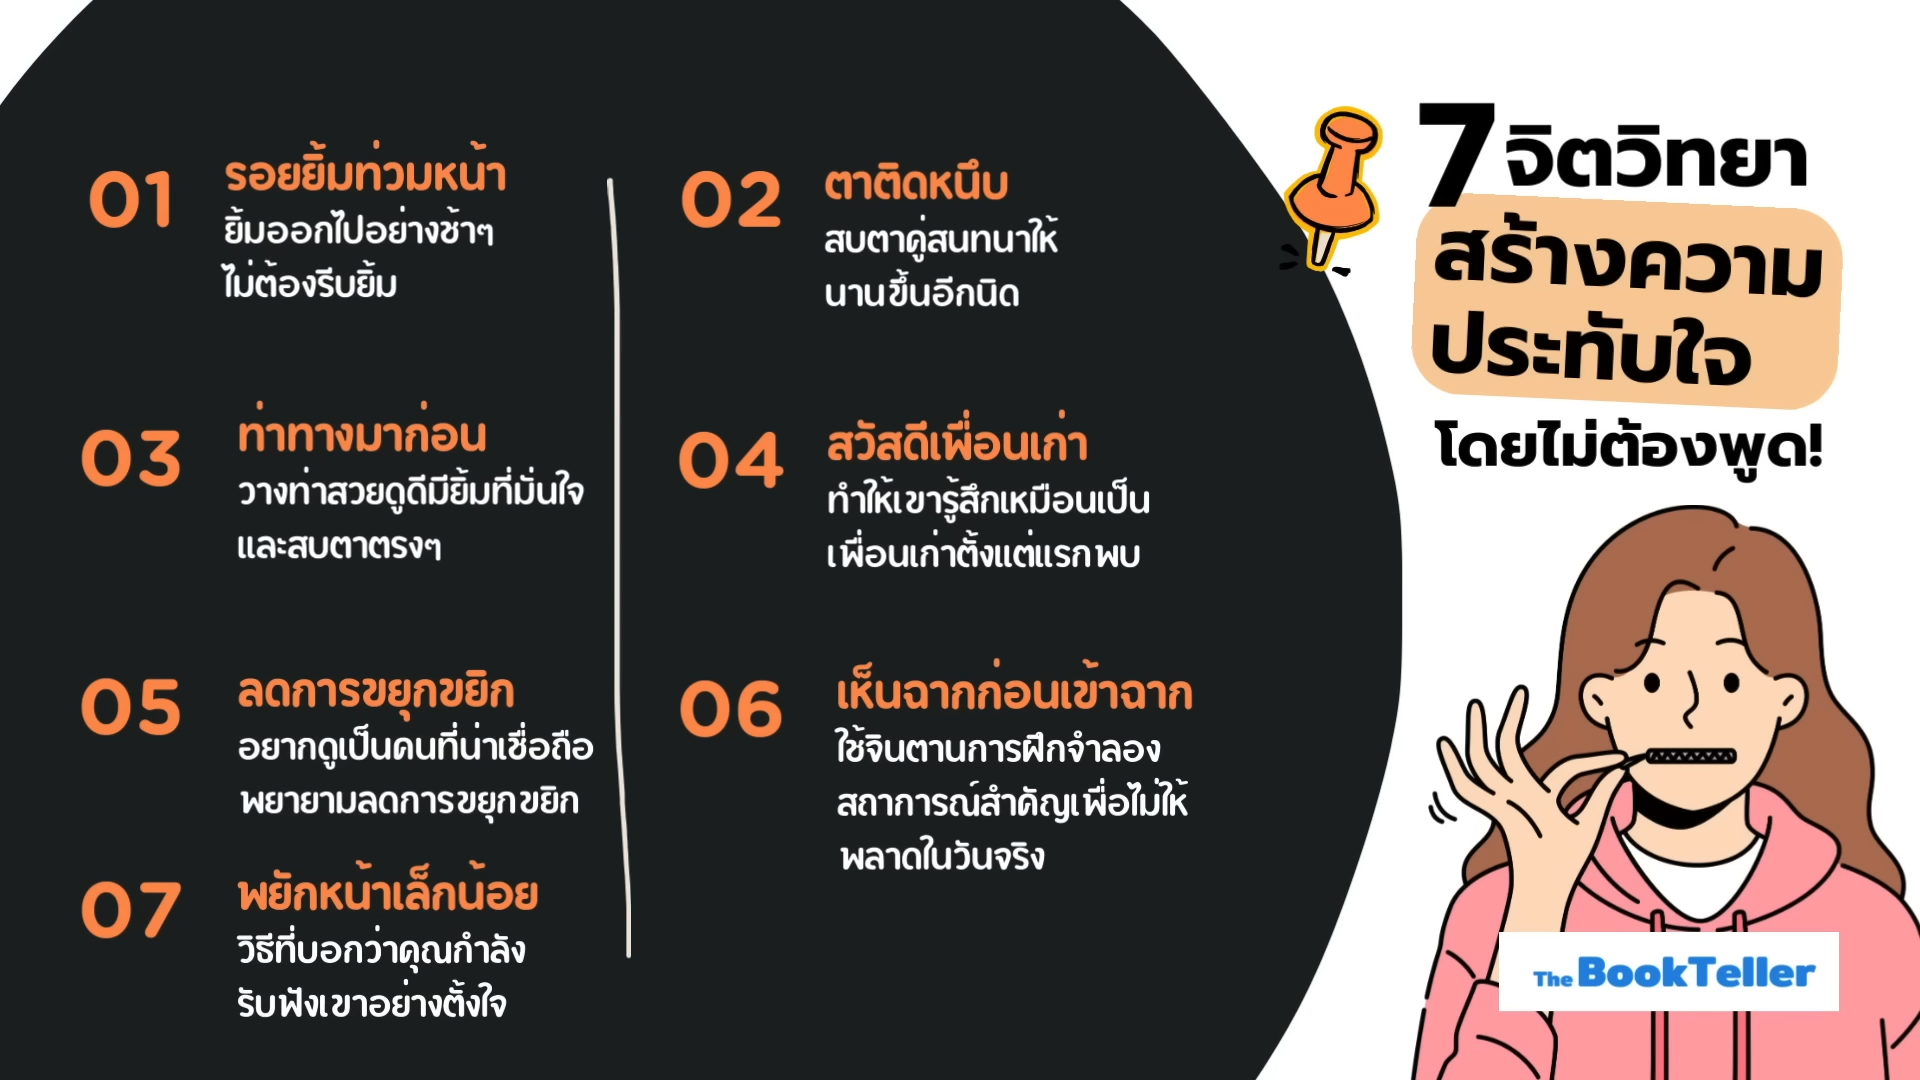 01
รอยยิ้มท่วมหน้า
ยิ้มออกไปอย่างช้าๆ
ไม่ต้องรีบยิ้ม
02
ตาติดหนึบ
สบตาคู่สนทนาให้
นานขึ้นอีกนิด
03
ท่าทางมาก่อน
วางท่าสวยดูดีมียิ้มที่มั่นใจ
และสบตาตรงๆ
04
สวัสดีเพื่อนเก่า
ทำให้เขารู้สึกเหมือนเป็น
เพื่อนเก่าตั้งแต่แรกพบ
05
ลดการขยุกขยิก
อยากดูเป็นคนที่น่าเชื่อถือ
พยายามลดการขยุกขยิก
06
เห็นฉากก่อนเข้าฉาก
ใช้จินตานการฝึกจำลอง
สถาการณ์สำคัญเพื่อไม่ให้
พลาดในวันจริง
07
พยักหน้าเล็กน้อย
วิธีที่บอกว่าคุณกำลัง
รับฟังเขาอย่างตั้งใจ
7 จิตวิทยา
สร้างความ
ประทับใจ
โดยไม่ต้องพูด!
The BookTeller